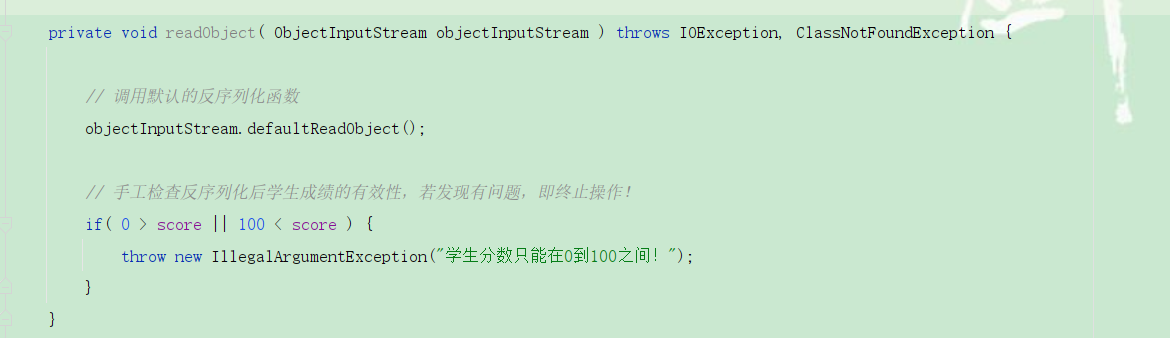 private void readObject( ObjectInputStream objectInputStream ) throws IOException, ClassNotFoundException {
// 调用默认的反序列化函数
objectInputStream.defaultReadObject();
// 手工检查反序列化后学生成绩的有效性，若发现有问题，即终止操作！
if( 0 > score || 100 < score ) {
throw new IllegalArgumentException("学生分数只能在0到100之间！");
}
}